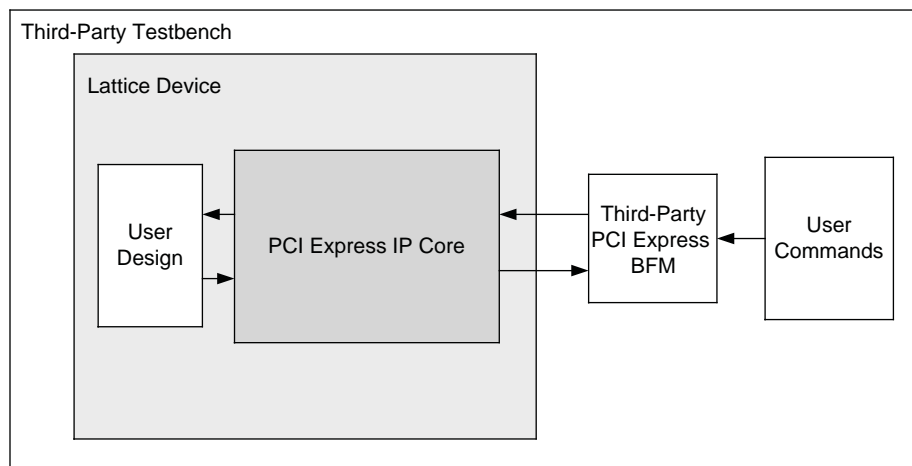 Third-Party Testbench
Lattice Device
User
Design
PCI Express IP Core
Third-Party
PCI Express
BFM
User
Commands